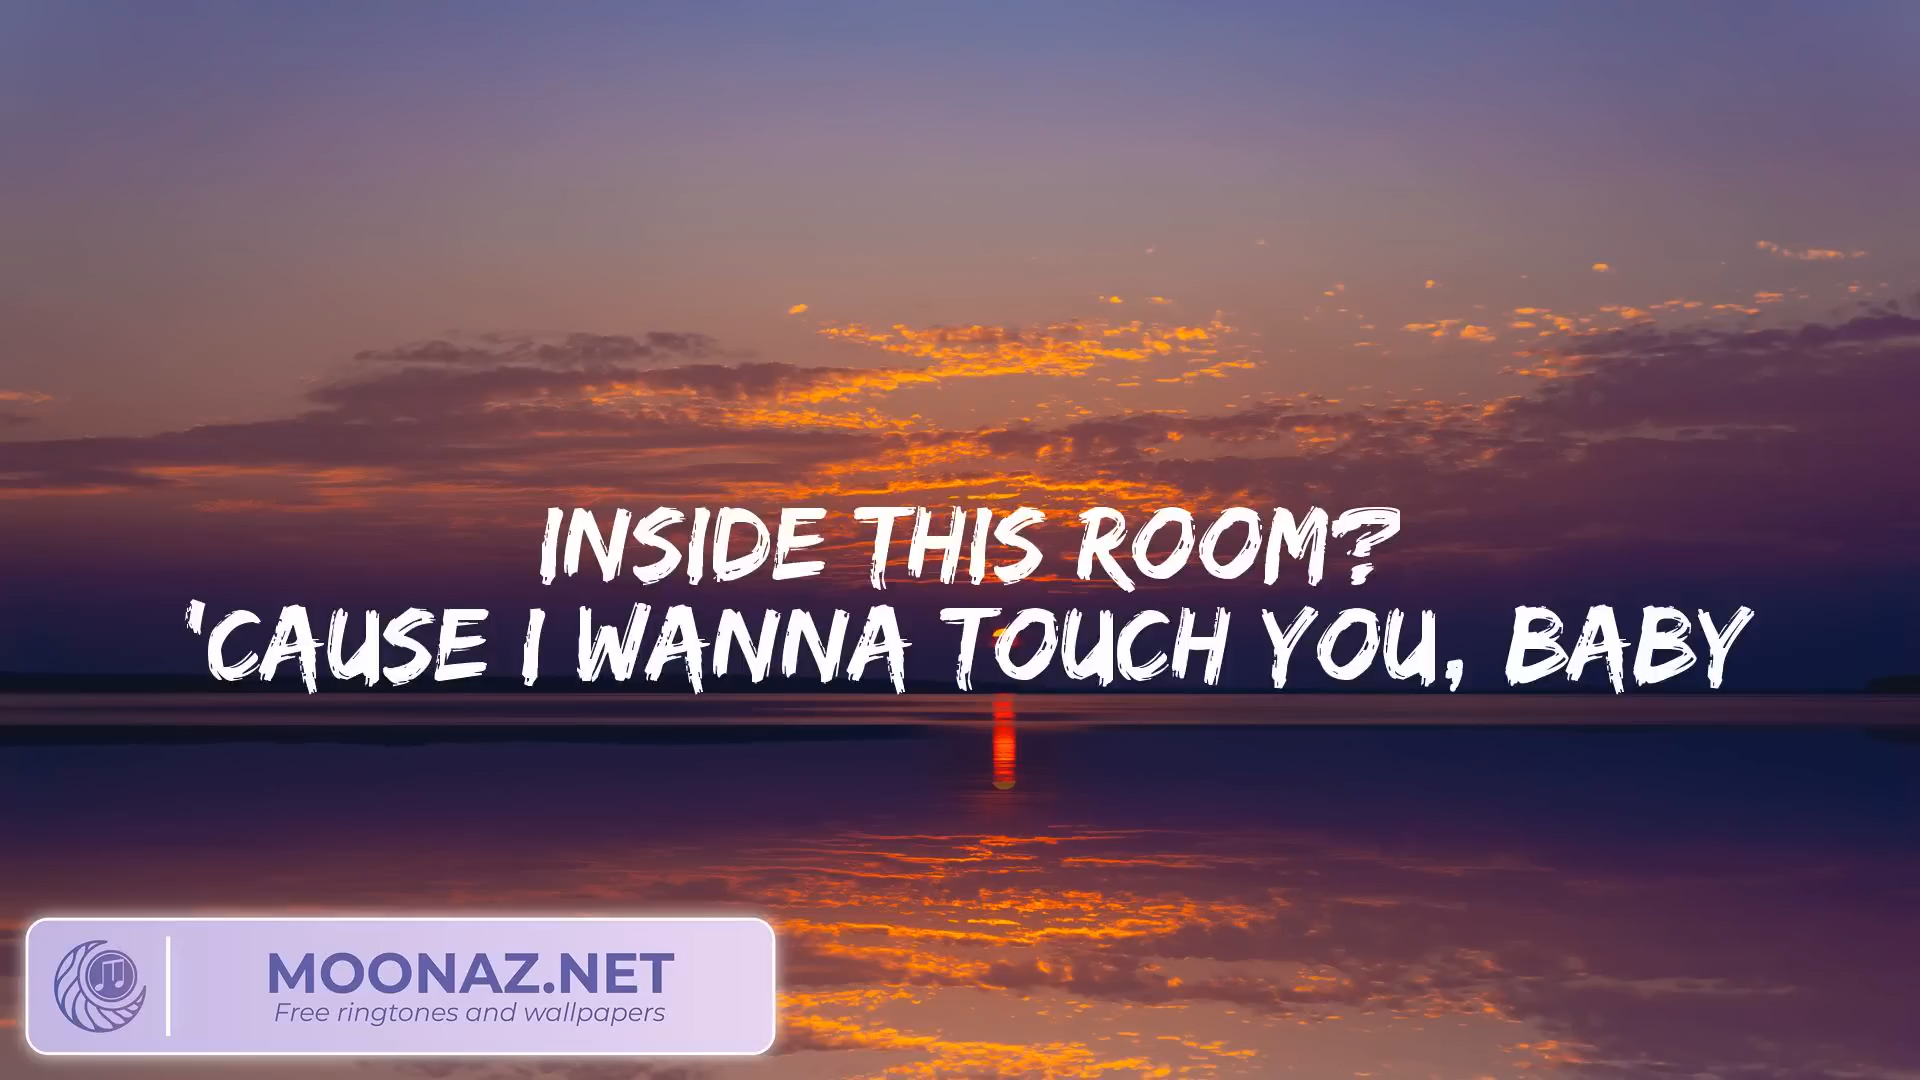 INSIDE THIS ROOM?
'CAUSE I WANNA TOUCH YOU, BABY
MOONAZ.NET
Free ringtones and wallpapers